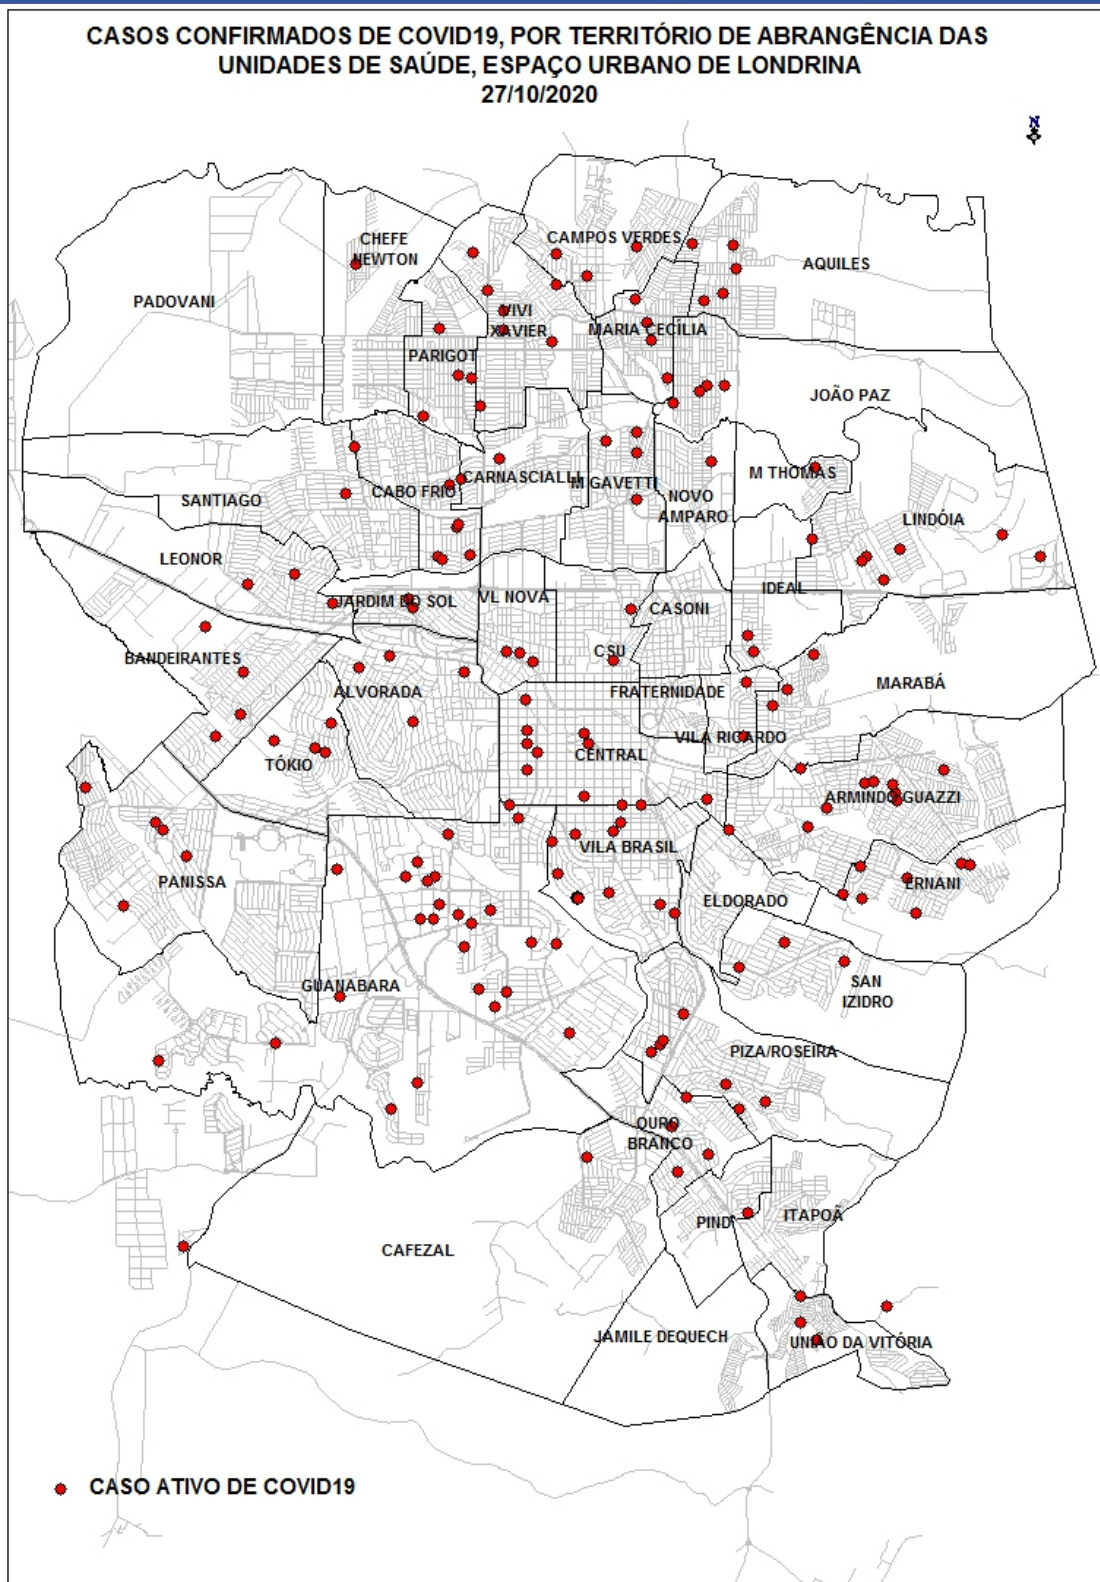 CASOS CONFIRMADOS DE COVID19, POR TERRITÓRIO DE ABRANGÊNCIA DAS
UNIDADES DE SAÚDE, ESPAÇO URBANO DE LONDRINA
27/10/2020
N
CHEFE
NEWTON
CAMPOS VERDES
AQUILES
PADOVANI
VIVI
XAVIER
MARIA CECÍLIA
PARIGOT
JOÃO PAZ
M THOMAS
CARNASCIALLI
M GAVETTI
CABO FRIO
SANTIAGO
NOVO
AMPARO
LINDÓIA
LEONOR
IDEAL
JARDIM DO SOL
VL NOVA
CASONI
CSU
BANDEIRANTES
ALVORADA
FRATERNIDADE
MARABÁ
VILA RICARDO
TÓKIO
CENTRAL
ARMINDO GUAZZI
VILA BRASIL
PANISSA
ERNANI
ELDORADO
GUANABARA
SAN
IZIDRO
PIZA/ROSEIRA
OURO
BRANCO
PIND
ITAPOÃ
CAFEZAL
JAMILE DEQUECH
UNIÃO DA VITÓRIA
CASO ATIVO DE COVID19